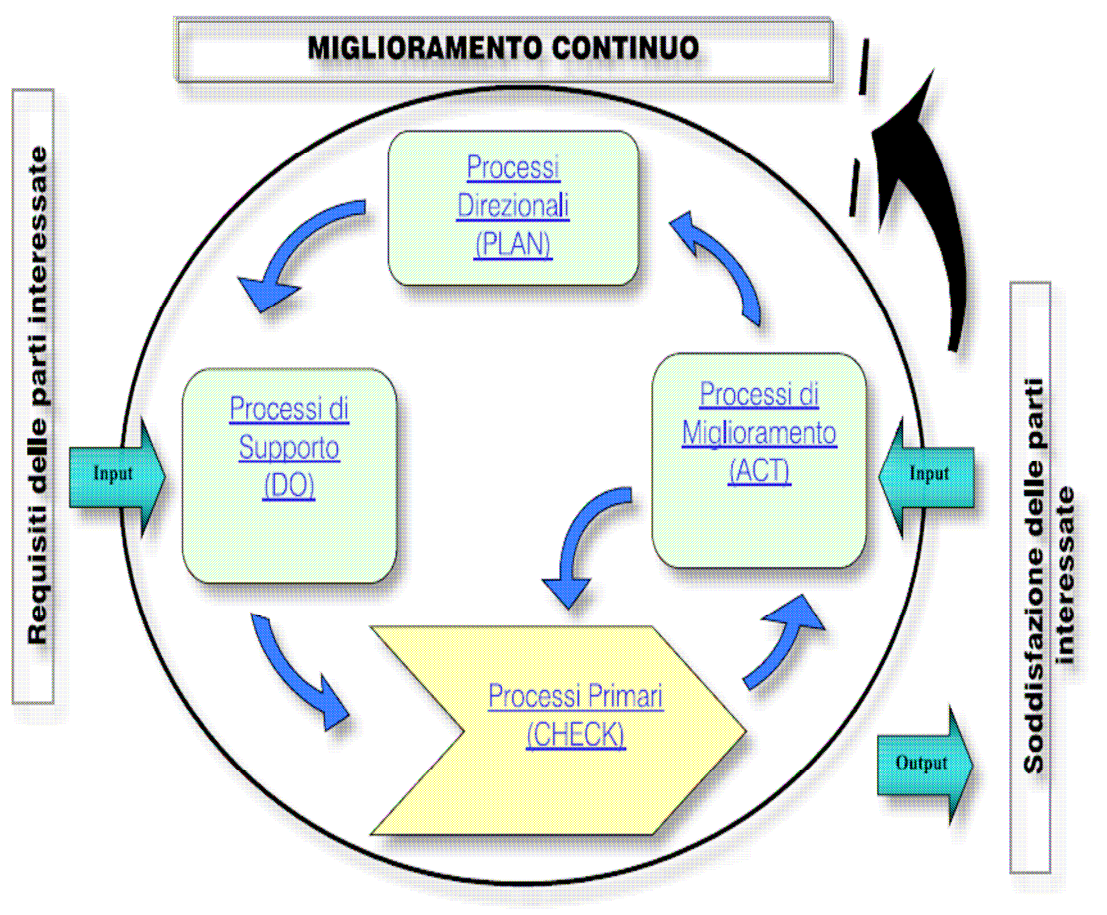 MIGLIORAMENTO CONTINUO
Requisiti delle parti interessate
Processi
Direzionali
(PLAN)
Processi di
Supporto
(DO)
Processi di
Miglioramento
(ACT)
Input
Input
Processi Primari
(CHECK)
Output
Soddisfazione delle parti
interessate